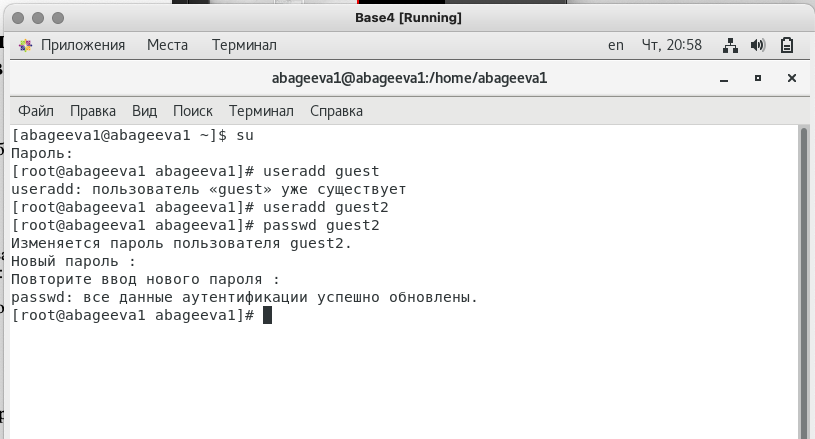 Base4 [Running]
Приложения Места Терминал en Чт, 20:58
abageeva1@abageeva1:/home/abageeva1
Файл Правка Вид Поиск Терминал Справка
[abageeva1@abageeva1 ~]$ su
Пароль:
[root@abageeva1 abageeva1]# useradd guest
useradd: пользователь «guest» уже существует
[root@abageeva1 abageeva1]# useradd guest2
[root@abageeva1 abageeva1]# passwd guest2
Изменяется пароль пользователя guest2.
Новый пароль :
Повторите ввод нового пароля :
passwd: все данные аутентификации успешно обновлены.
[root@abageeva1 abageeva1]#